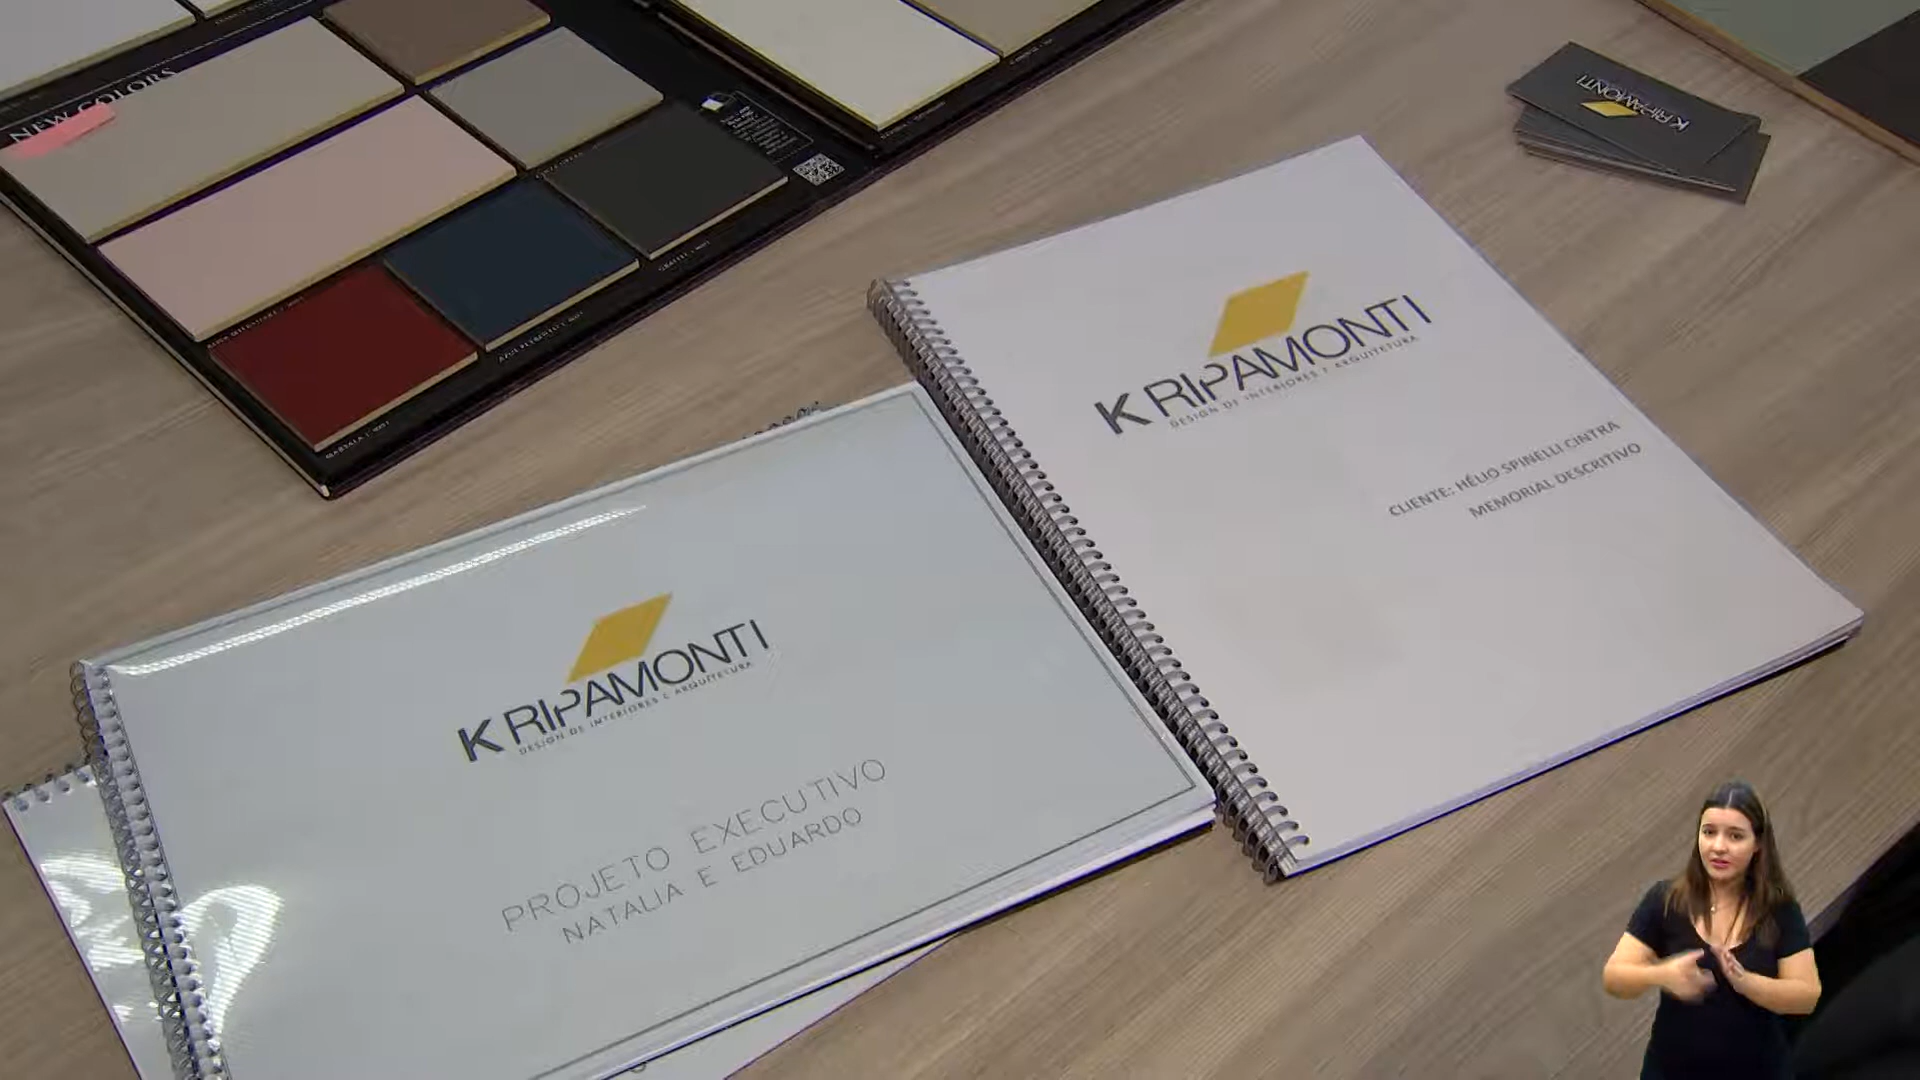 NEW COLORS
K RIPAMONTI
K RIPAMONTI
DESIGN DE INTERIORES E ARQUITETURA
CLIENTE: HÉLIO SPINELLI CINTRA
MEMORIAL DESCRITIVO
K RIPAMONTI
DESIGN DE INTERIORES E ARQUITETURA
PROJETO EXECUTIVO
NATALIA E EDUARDO